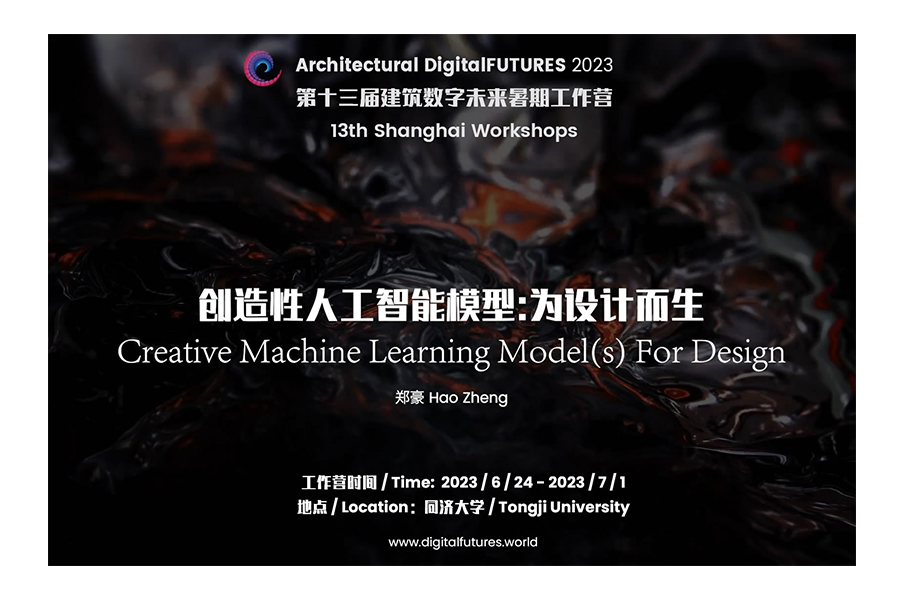 Architectural DigitalFUTURES 2023
第十三届建筑数字未来暑期工作营
13th Shanghai Workshops
创造性人工智能模型:为设计而生
Creative Machine Learning Model(s) For Design
郑豪 Hao Zheng
工作营时间 / Time: 2023 / 6 / 24 - 2023 / 7 / 1
地点 / Location: 同济大学 / Tongji University
www.digitalfutures.world